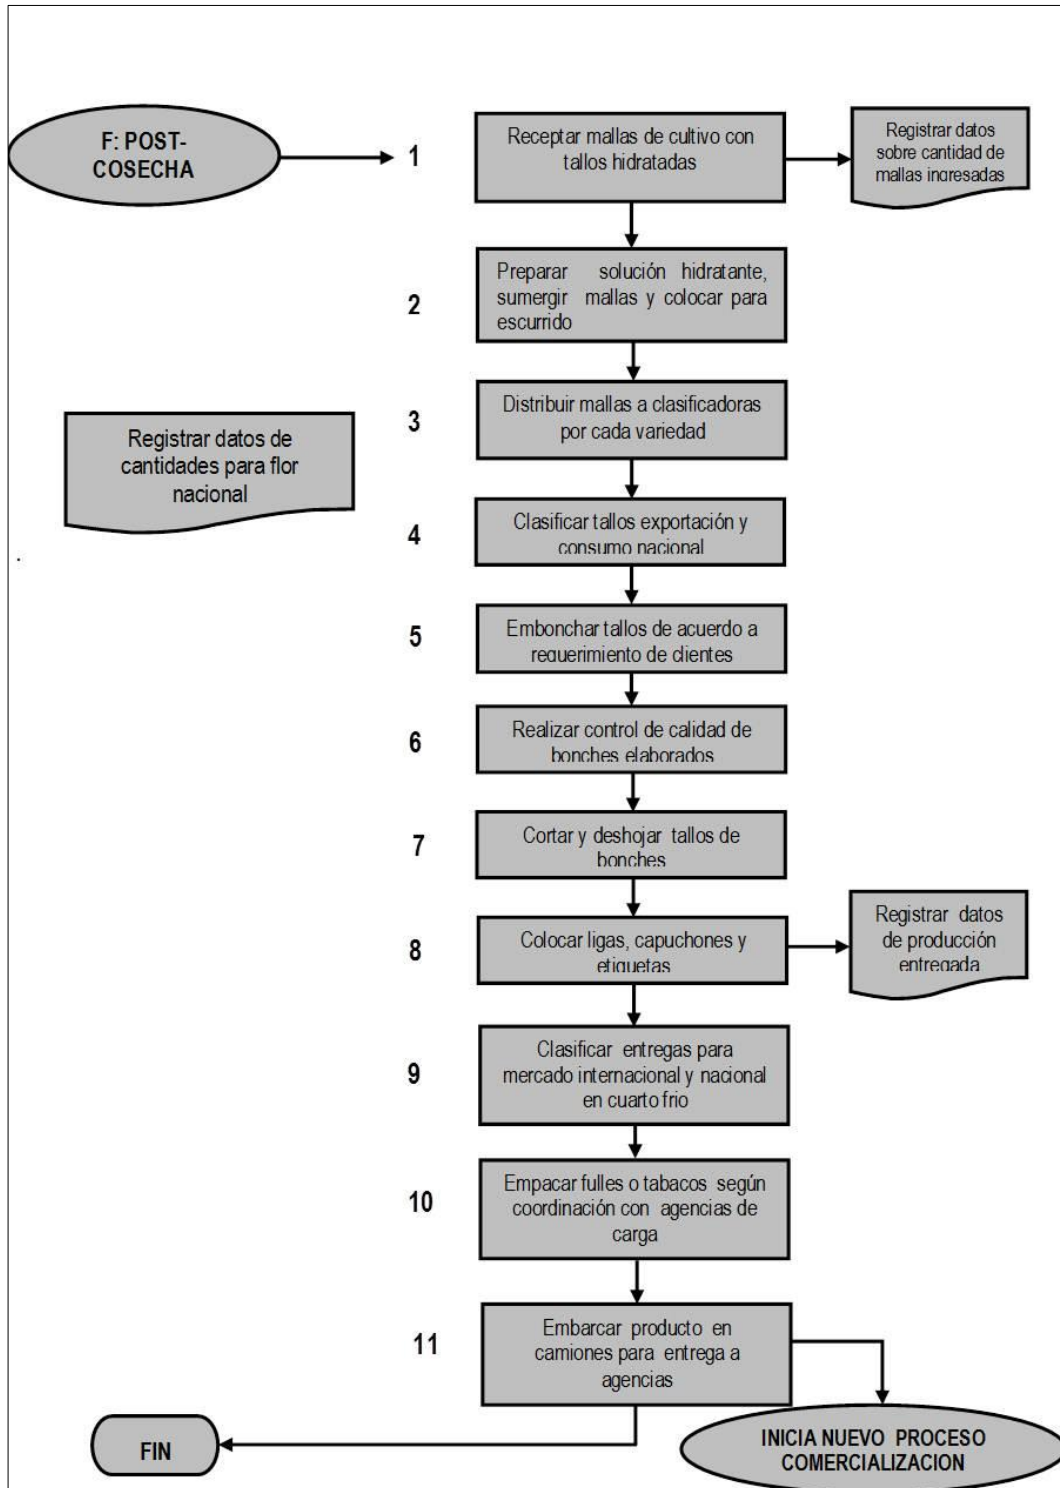 F: POST-
COSECHA
1
Receptar mallas de cultivo con
tallos hidratadas
Registrar datos
sobre cantidad de
mallas ingresadas
2
Preparar solución hidratante,
sumergir mallas y colocar para
escurrido
3
Distribuir mallas a clasificadoras
por cada variedad
Registrar datos de
cantidades para flor
nacional
4
Clasificar tallos exportación y
consumo nacional
.
5
Embonchar tallos de acuerdo a
requerimiento de clientes
6
Realizar control de calidad de
bonches elaborados
7
Cortar y deshojar tallos de
bonches
8
Colocar ligas, capuchones y
etiquetas
Registrar datos
de producción
entregada
9
Clasificar entregas para
mercado internacional y nacional
en cuarto frio
10
Empacar fulles o tabacos según
coordinación con agencias de
carga
11
Embarcar producto en
camiones para entrega a
agencias
FIN
INICIA NUEVO PROCESO
COMERCIALIZACION